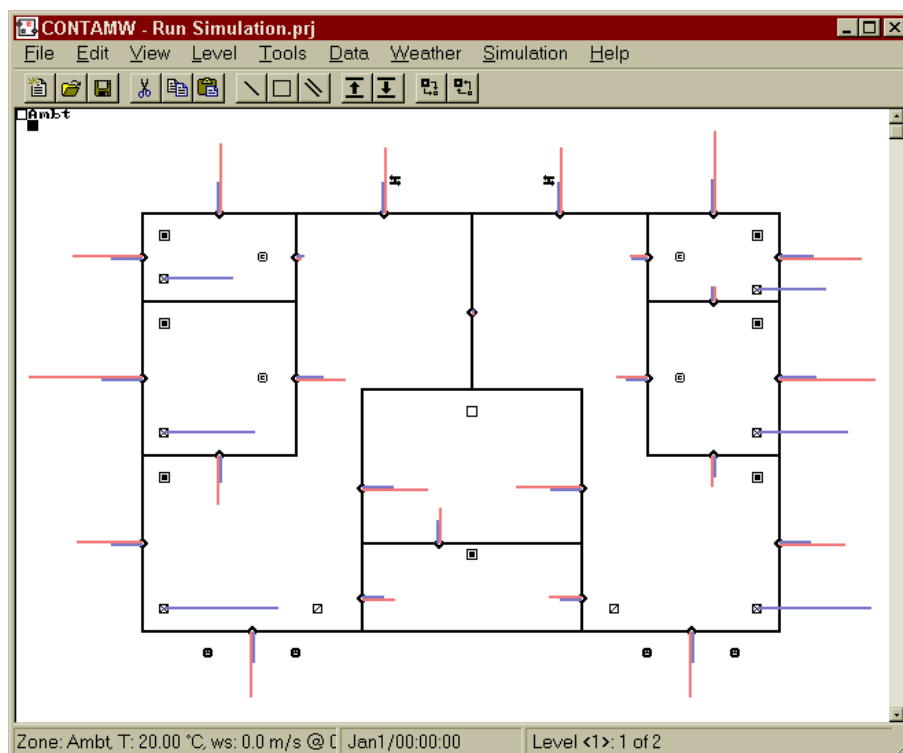 CONTAMW - Run Simulation.prj
File Edit View Level Tools Data Weather Simulation Help
Ambt
Zone: Ambt, T: 20.00 °C, ws: 0.0 m/s @ Jan1/00:00:00 Level <1>: 1 of 2